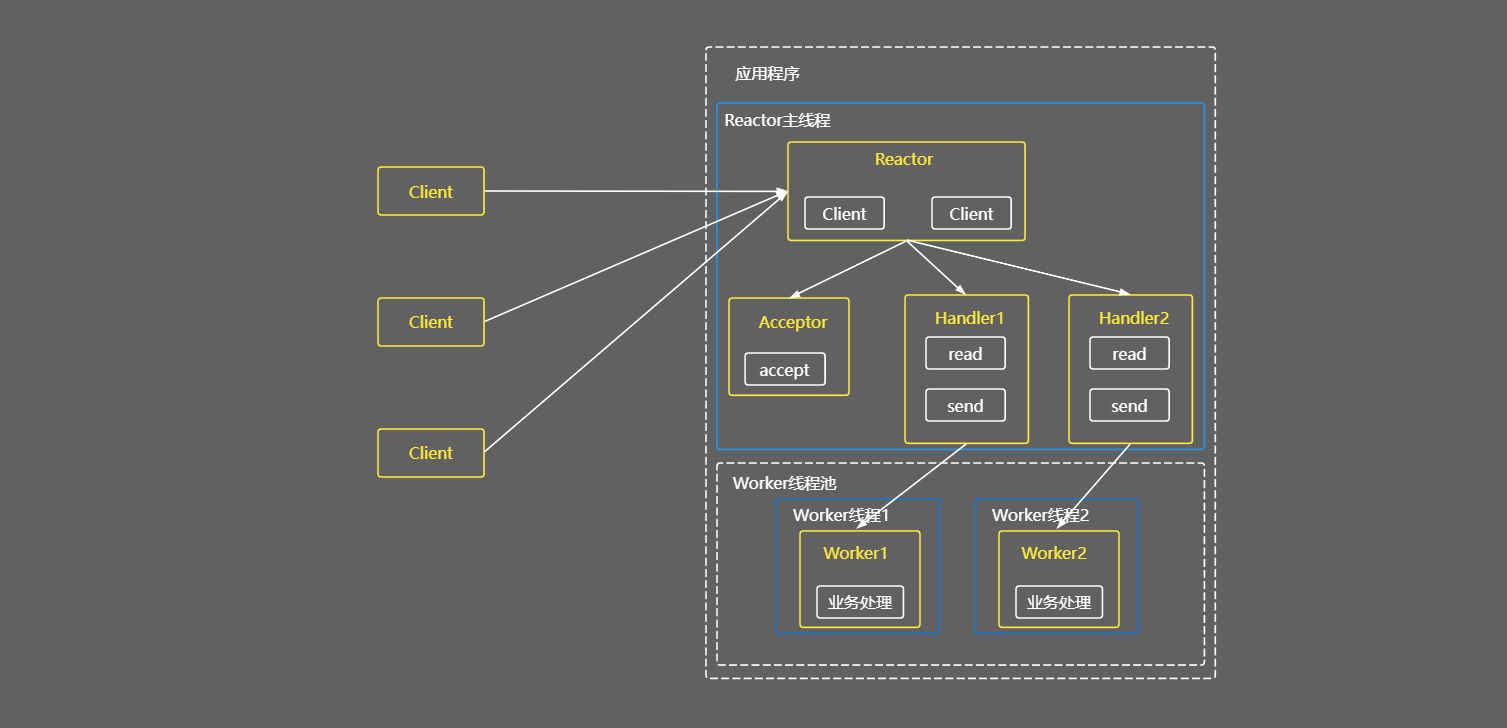 应用程序
Reactor主线程
Reactor
Client
Client
Client
Client
Client
Acceptor
accept
Handler1
read
send
Handler2
read
send
Worker线程池
Worker线程1
Worker1
业务处理
Worker线程2
Worker2
业务处理